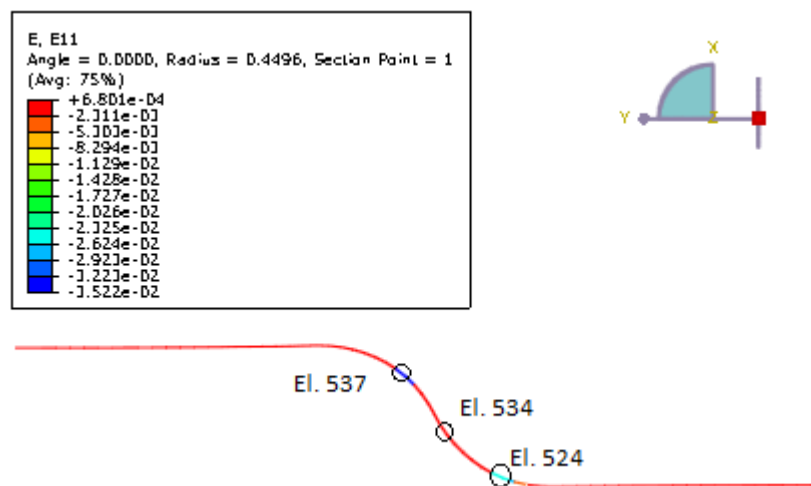 E, E11
Angle = 0.0000, Radius = 0.4496, Section Point = 1
(Avg: 75%)
+6.801e-04
-2.311e-03
-5.303e-03
-8.294e-03
-1.129e-02
-1.428e-02
-1.727e-02
-2.026e-02
-2.325e-02
-2.624e-02
-2.923e-02
-3.223e-02
-3.522e-02
X
Y
Z
El. 537
El. 534
El. 524